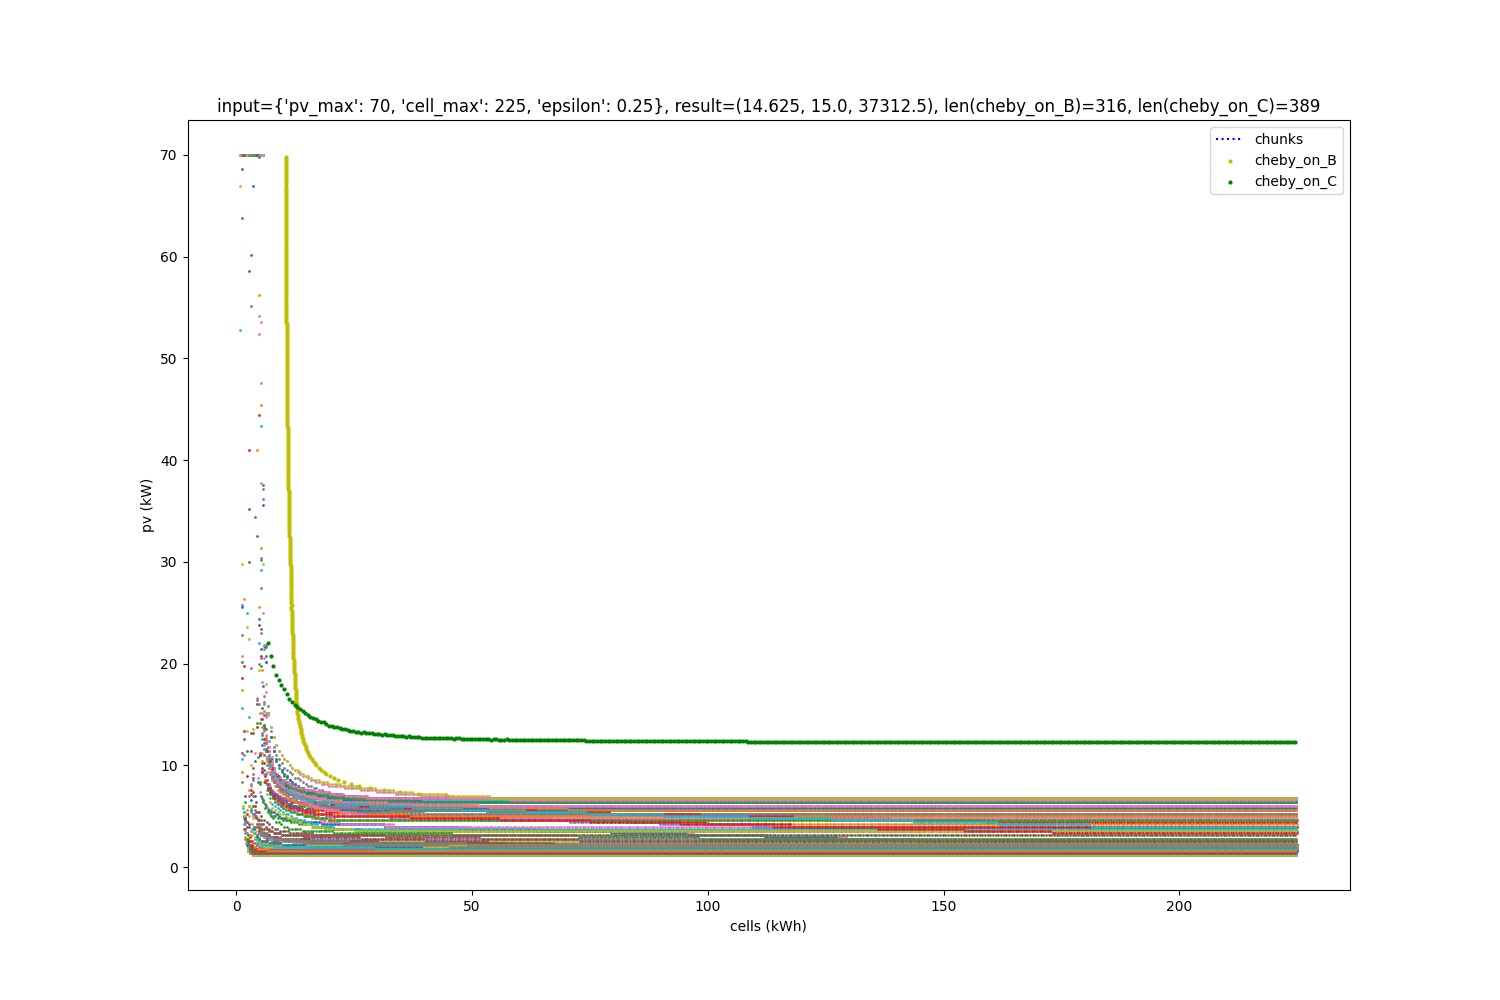 input={'pv_max': 70, 'cell_max': 225, 'epsilon': 0.25}, result=(14.625, 15.0, 37312.5), len(cheby_on_B)=316, len(cheby_on_C)=389
chunks
cheby_on_B
cheby_on_C
70
60
50
40
30
20
10
0
pv (kW)
0
50
100
150
200
cells (kWh)